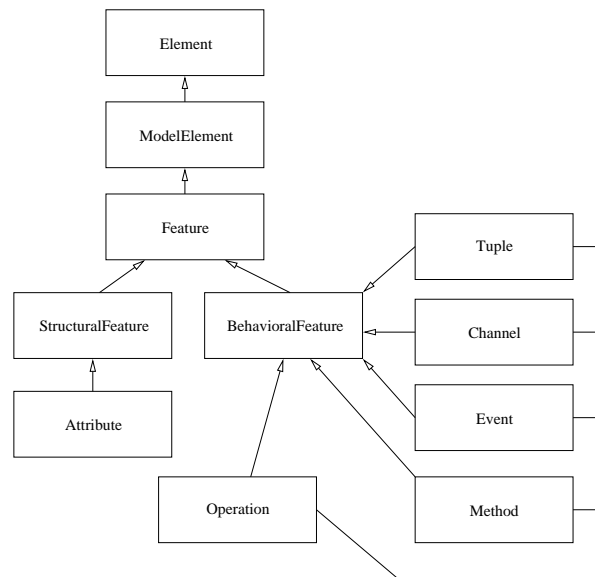 Element
ModelElement
Feature
Tuple
StructuralFeature
BehavioralFeature
Channel
Attribute
Event
Operation
Method